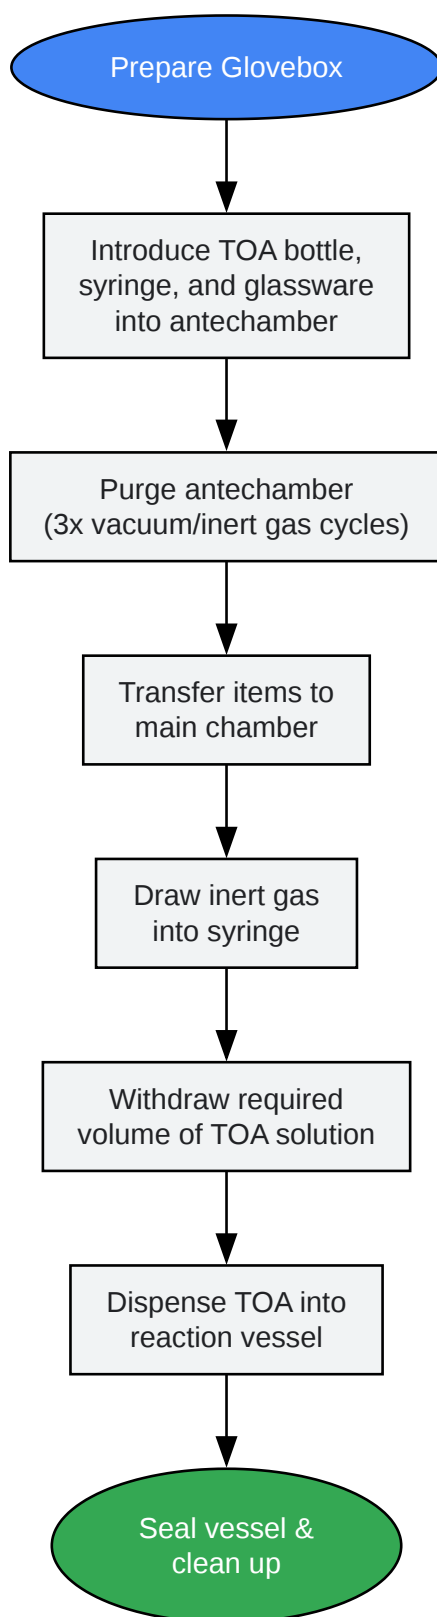 Prepare Glovebox
Introduce TOA bottle,
syringe, and glassware
into antechamber
Purge antechamber
(3x vacuum/inert gas cycles)
Transfer items to
main chamber
Draw inert gas
into syringe
Withdraw required
volume of TOA solution
Dispense TOA into
reaction vessel
Seal vessel &
clean up